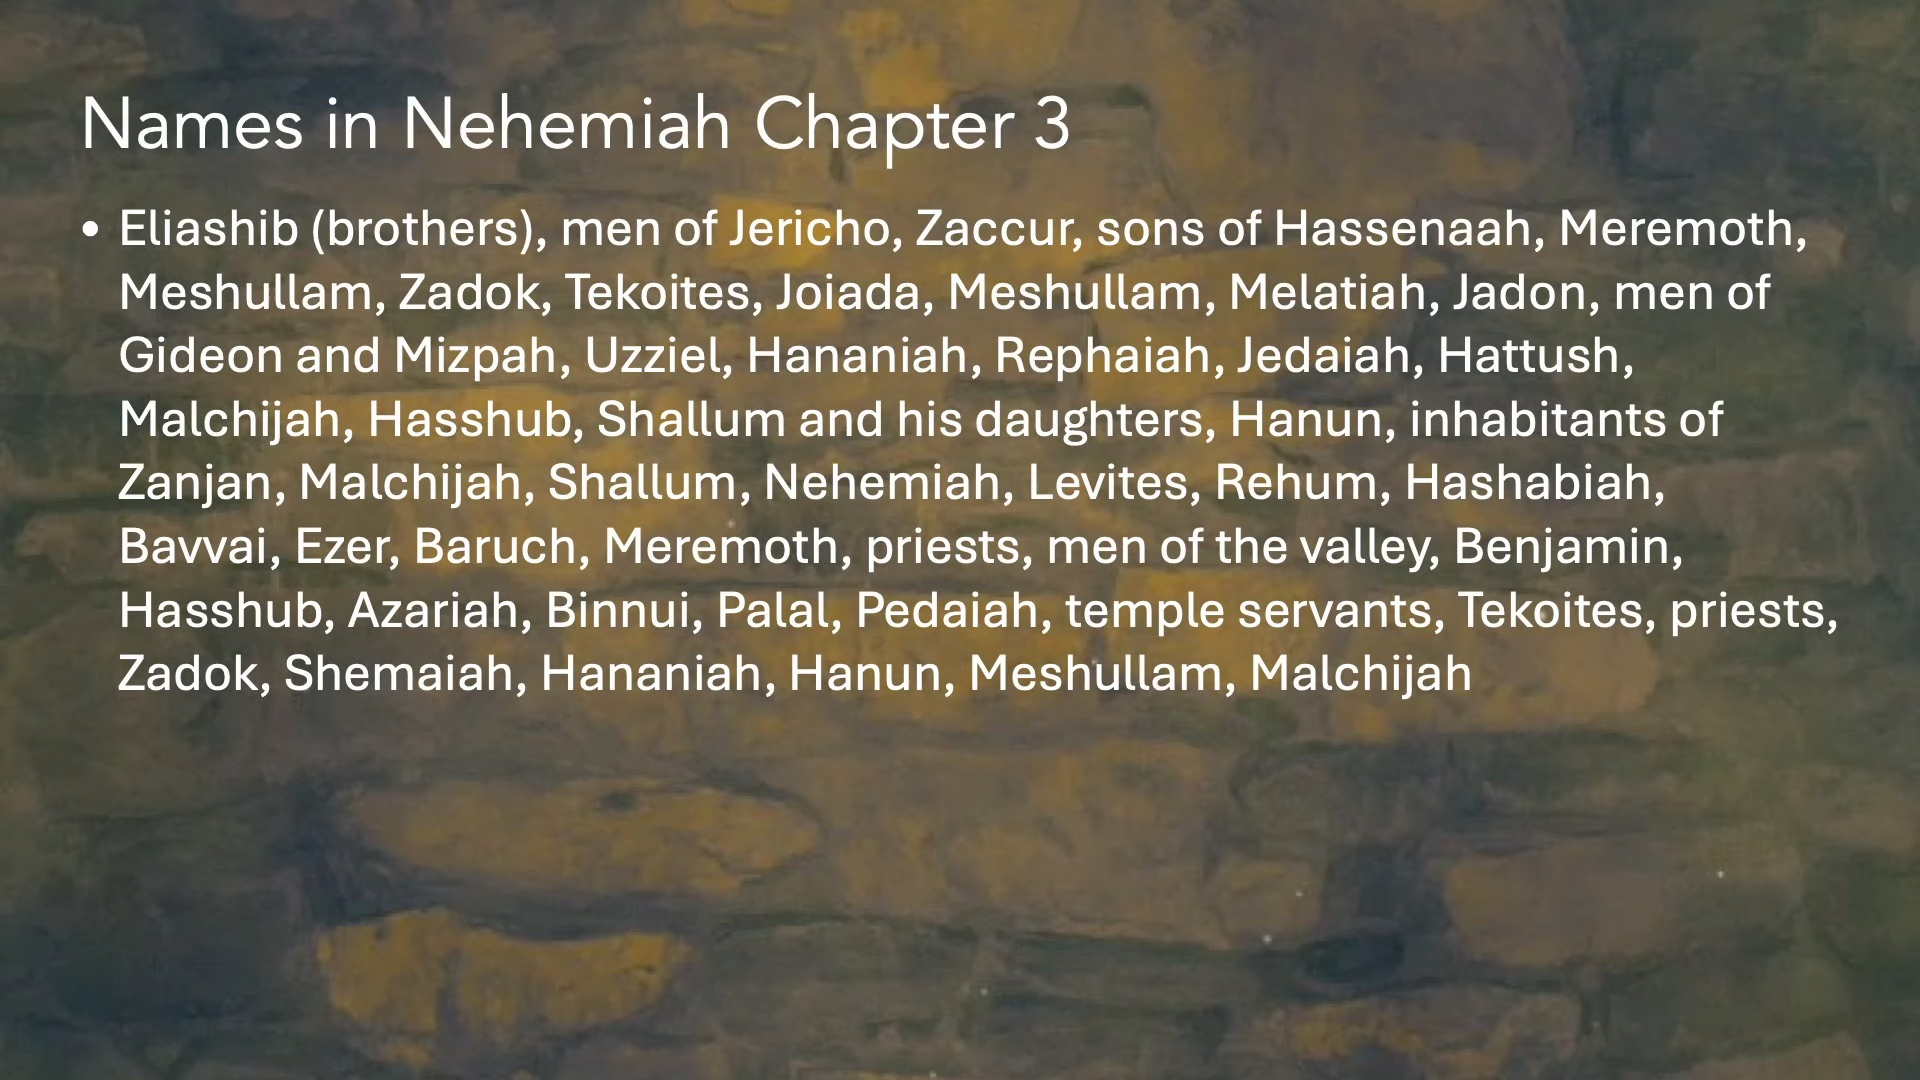 Names in Nehemiah Chapter 3
• Eliashib (brothers), men of Jericho, Zaccur, sons of Hassenaah, Meremoth,
Meshullam, Zadok, Tekoites, Joiada, Meshullam, Melatiah, Jadon, men of
Gideon and Mizpah, Uzziel, Hananiah, Rephaiah, Jedaiah, Hattush,
Malchijah, Hasshub, Shallum and his daughters, Hanun, inhabitants of
Zanjan, Malchijah, Shallum, Nehemiah, Levites, Rehum, Hashabiah,
Bavvai, Ezer, Baruch, Meremoth, priests, men of the valley, Benjamin,
Hasshub, Azariah, Binnui, Palal, Pedaiah, temple servants, Tekoites, priests,
Zadok, Shemaiah, Hananiah, Hanun, Meshullam, Malchijah